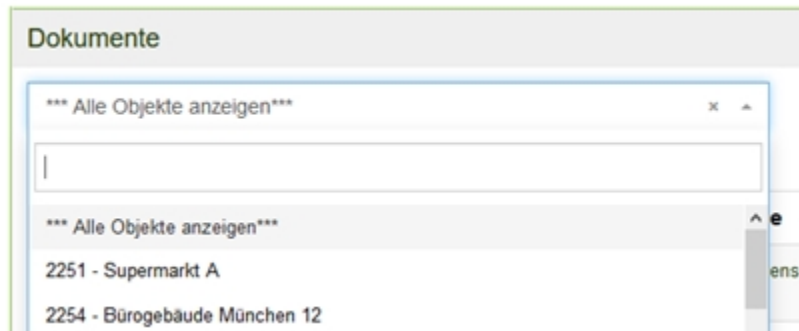 Dokumente
*** Alle Objekte anzeigen***
*** Alle Objekte anzeigen***
2251 - Supermarkt A
2254 - Bürogebäude München 12